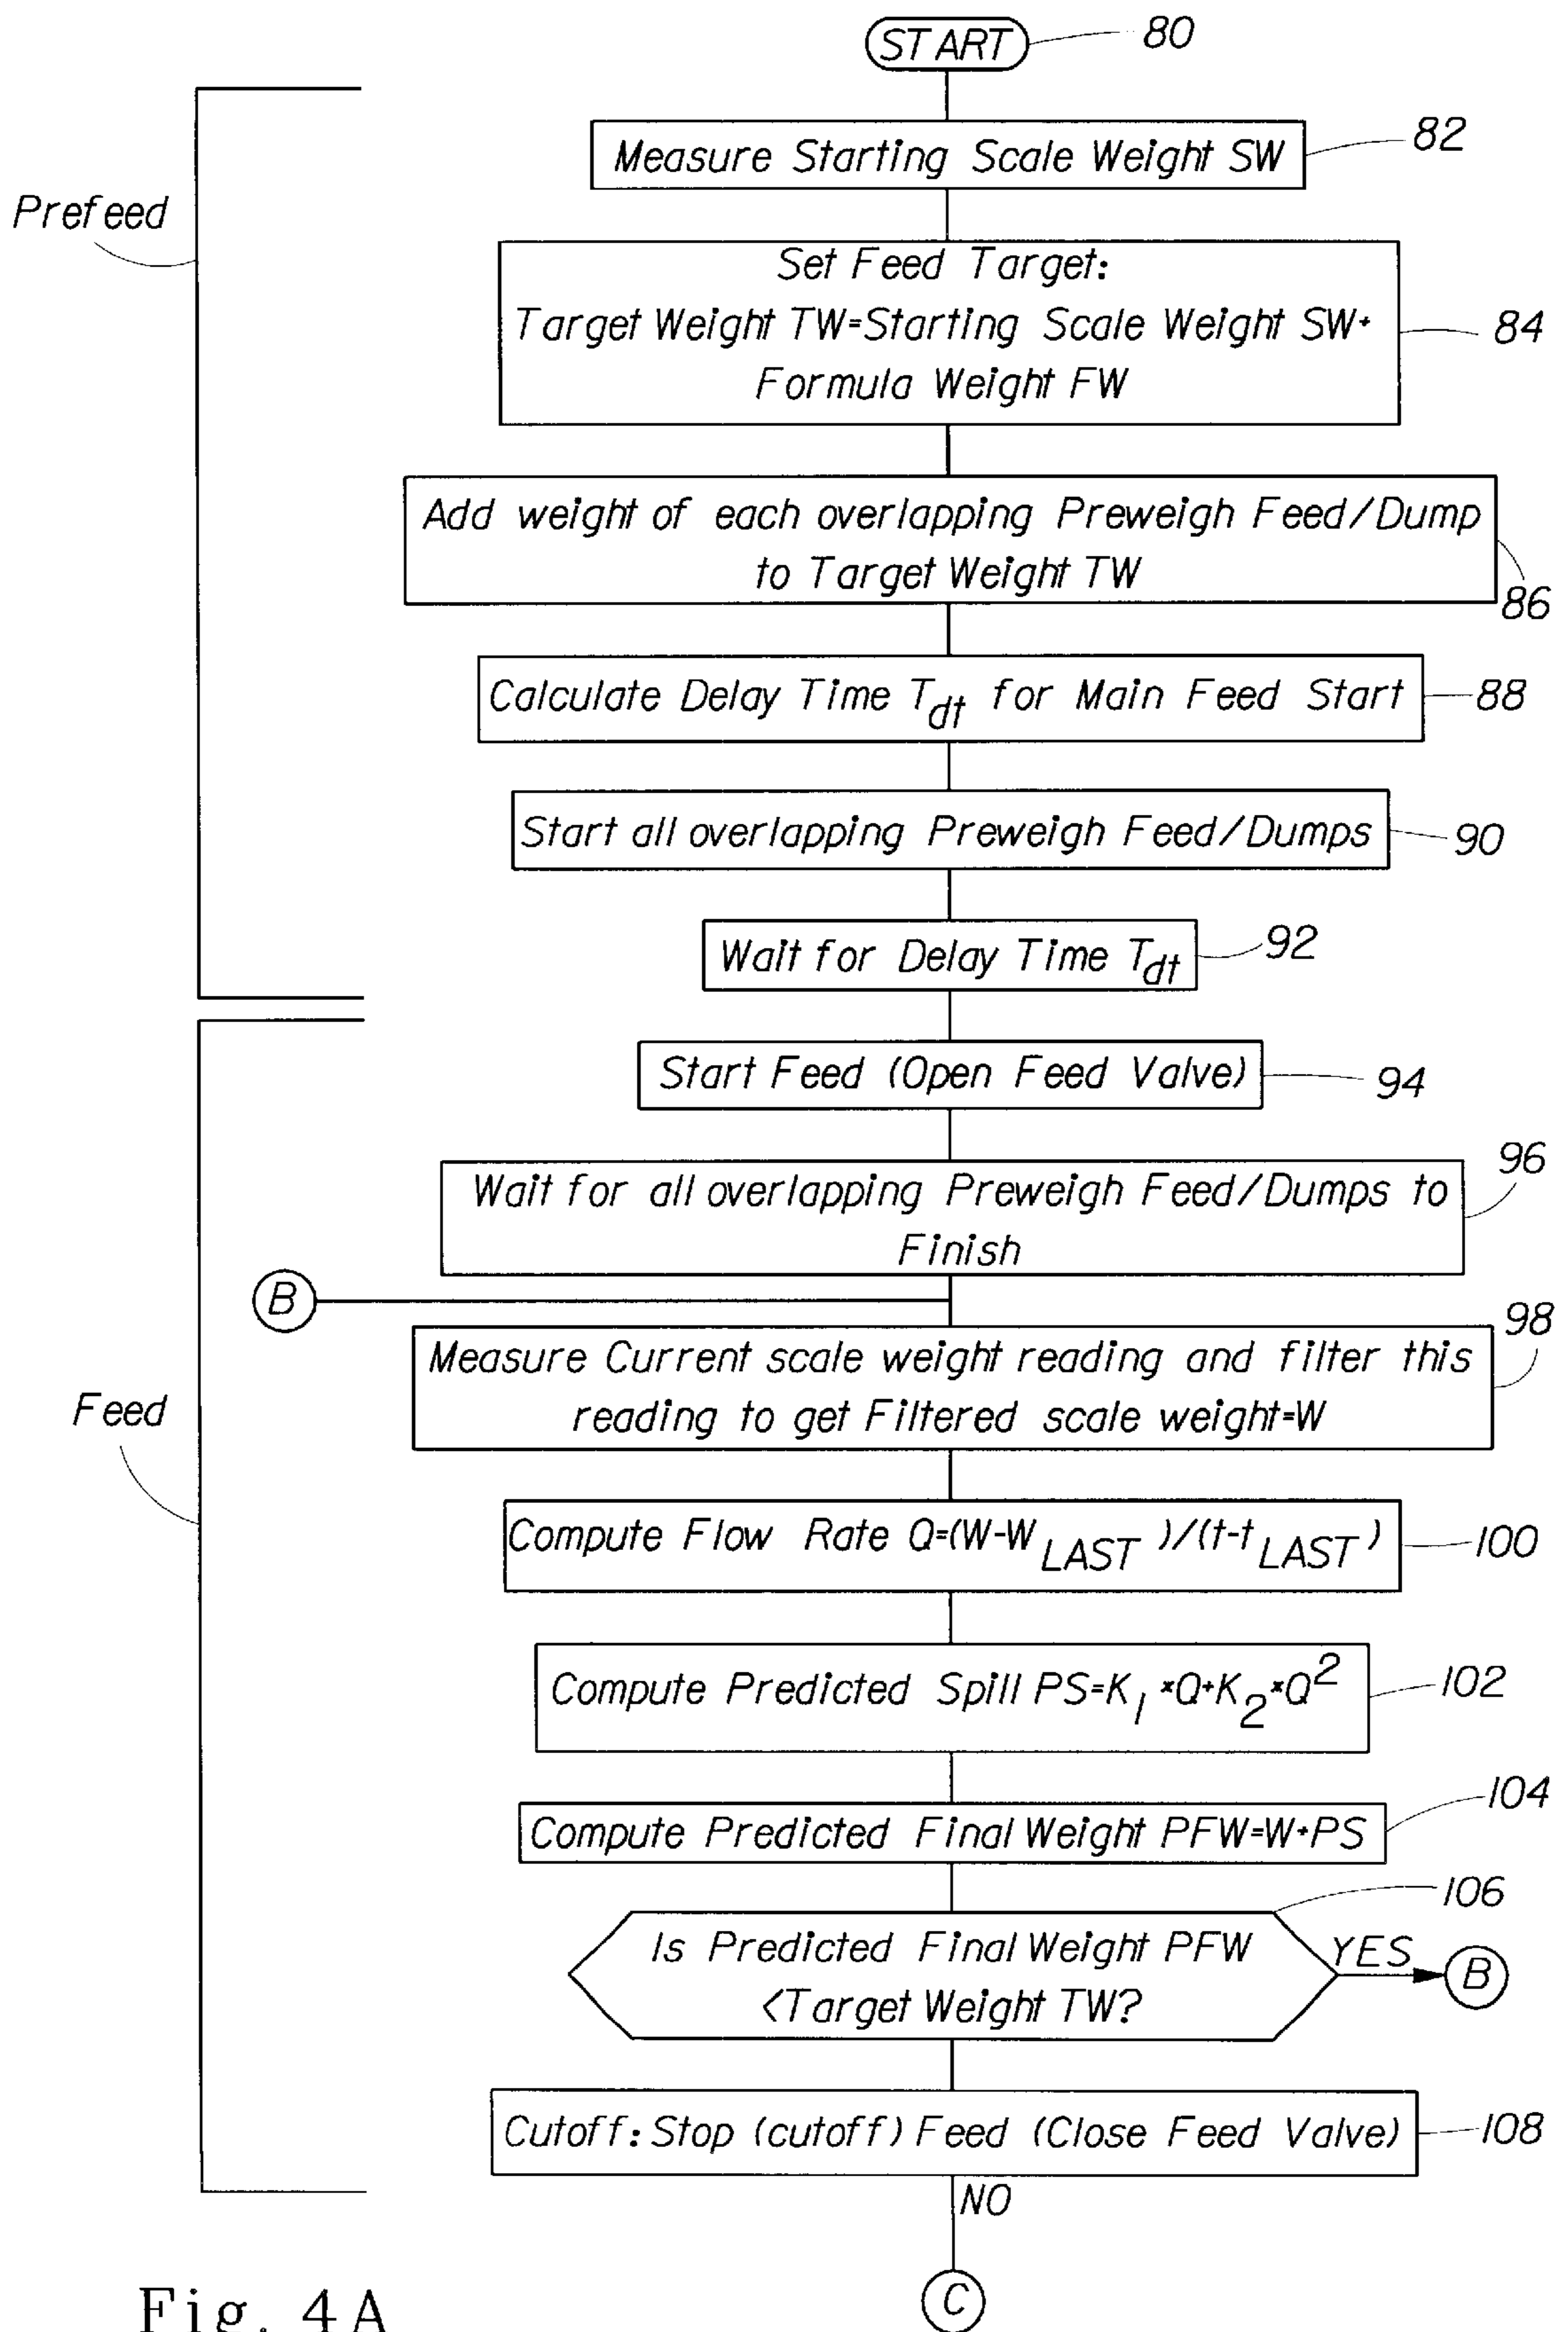 START
80
Measure Starting Scale Weight SW
82
Prefeed
Set Feed Target:
Target Weight TW=Starting Scale Weight SW+
Formula Weight FW
84
Add weight of each overlapping Preweigh Feed/Dump
to Target Weight TW
86
Calculate Delay Time Tdt for Main Feed Start
88
Start all overlapping Preweigh Feed/Dumps
90
Wait for Delay Time Tdt
92
Start Feed (Open Feed Valve)
94
Wait for all overlapping Preweigh Feed/Dumps to
Finish
96
B
Measure Current scale weight reading and filter this
reading to get Filtered scale weight=W
98
Feed
Compute Flow Rate Q=(W-W LAST )/(t-t LAST )
100
Compute Predicted Spill PS=K1*Q+K2*Q2
102
Compute Predicted Final Weight PFW=W+PS
104
Is Predicted Final Weight PFW
<Target Weight TW?
106
YES
B
Cutoff: Stop (cutoff) Feed (Close Feed Valve)
108
NO
C
Fig. 4A